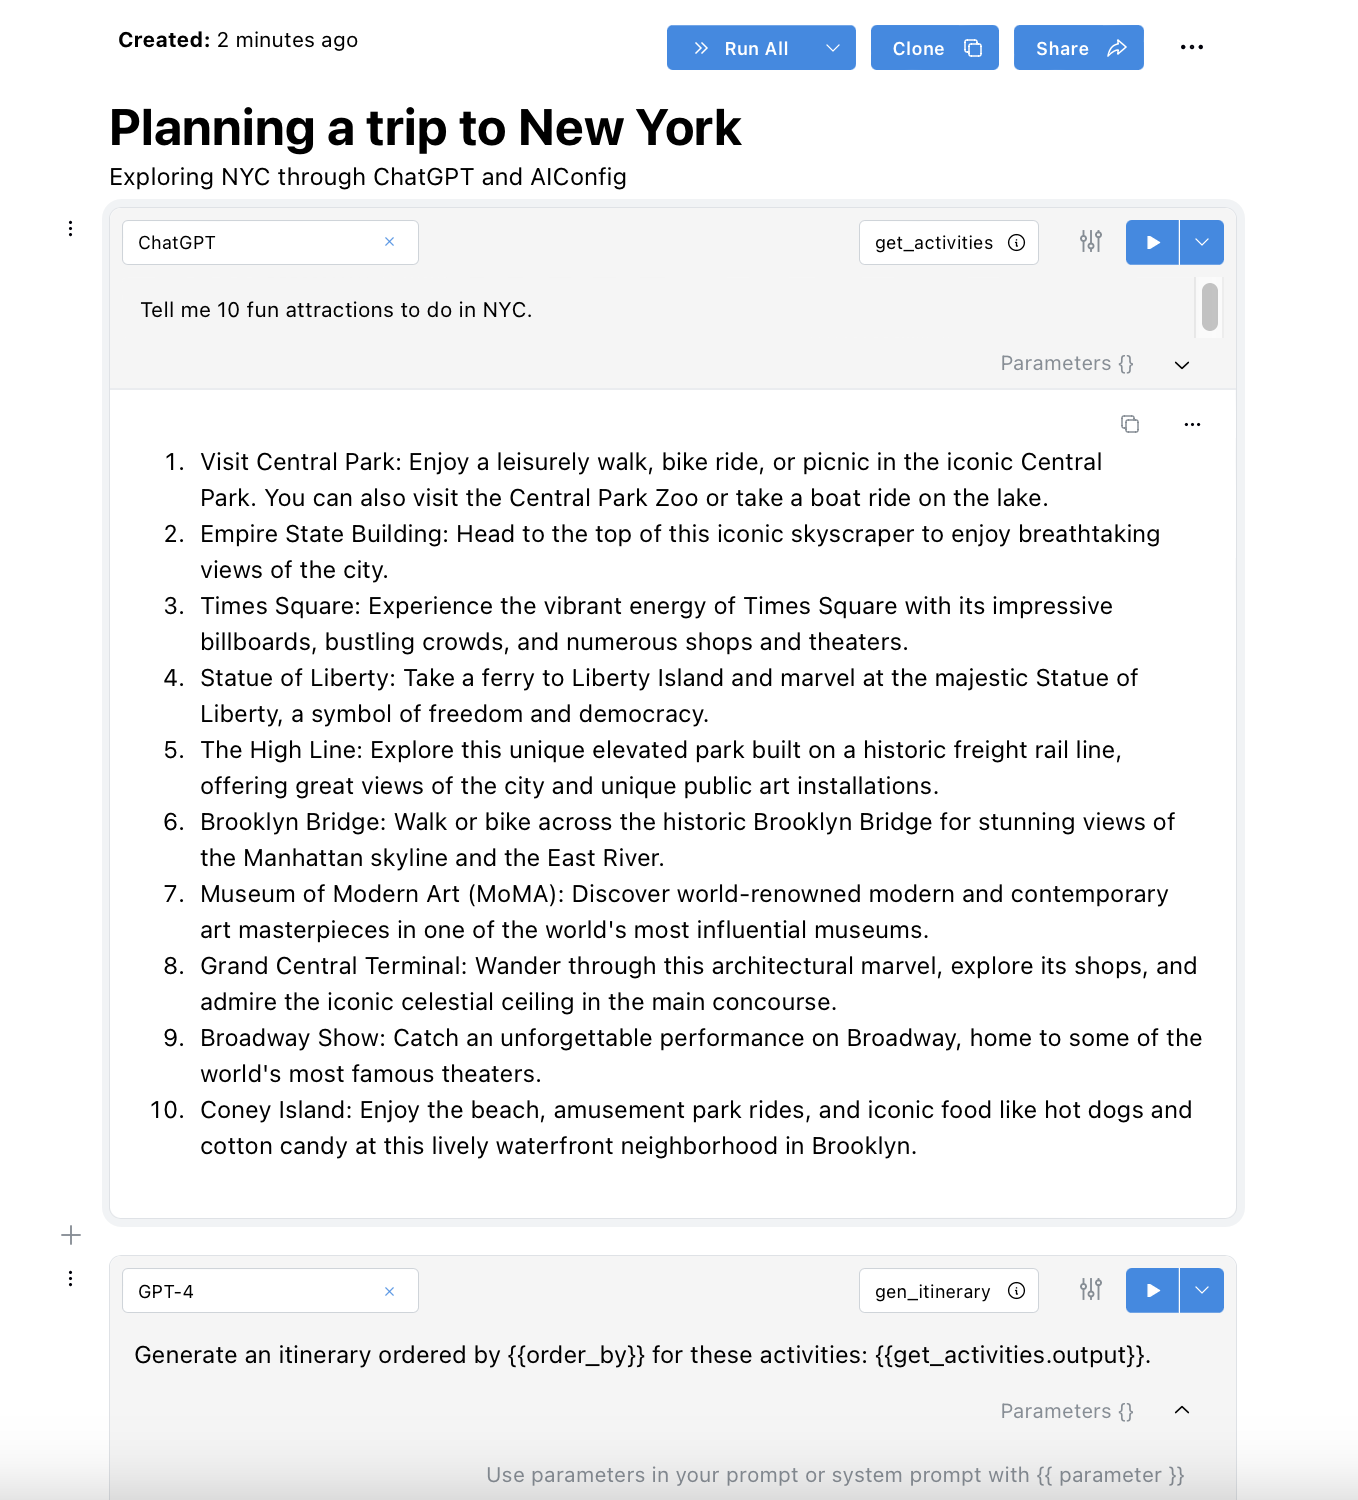 Created: 2 minutes ago
Run All
Clone
Share
Planning a trip to New York
Exploring NYC through ChatGPT and AIConfig
ChatGPT
get_activities
Tell me 10 fun attractions to do in NYC.
Parameters {}
1. Visit Central Park: Enjoy a leisurely walk, bike ride, or picnic in the iconic Central
Park. You can also visit the Central Park Zoo or take a boat ride on the lake.
2. Empire State Building: Head to the top of this iconic skyscraper to enjoy breathtaking
views of the city.
3. Times Square: Experience the vibrant energy of Times Square with its impressive
billboards, bustling crowds, and numerous shops and theaters.
4. Statue of Liberty: Take a ferry to Liberty Island and marvel at the majestic Statue of
Liberty, a symbol of freedom and democracy.
5. The High Line: Explore this unique elevated park built on a historic freight rail line,
offering great views of the city and unique public art installations.
6. Brooklyn Bridge: Walk or bike across the historic Brooklyn Bridge for stunning views of
the Manhattan skyline and the East River.
7. Museum of Modern Art (MoMA): Discover world-renowned modern and contemporary
art masterpieces in one of the world's most influential museums.
8. Grand Central Terminal: Wander through this architectural marvel, explore its shops, and
admire the iconic celestial ceiling in the main concourse.
9. Broadway Show: Catch an unforgettable performance on Broadway, home to some of the
world's most famous theaters.
10. Coney Island: Enjoy the beach, amusement park rides, and iconic food like hot dogs and
cotton candy at this lively waterfront neighborhood in Brooklyn.
GPT-4
gen_itinerary
Generate an itinerary ordered by {{order_by}} for these activities: {{get_activities.output}}.
Parameters {}
Use parameters in your prompt or system prompt with {{ parameter }}